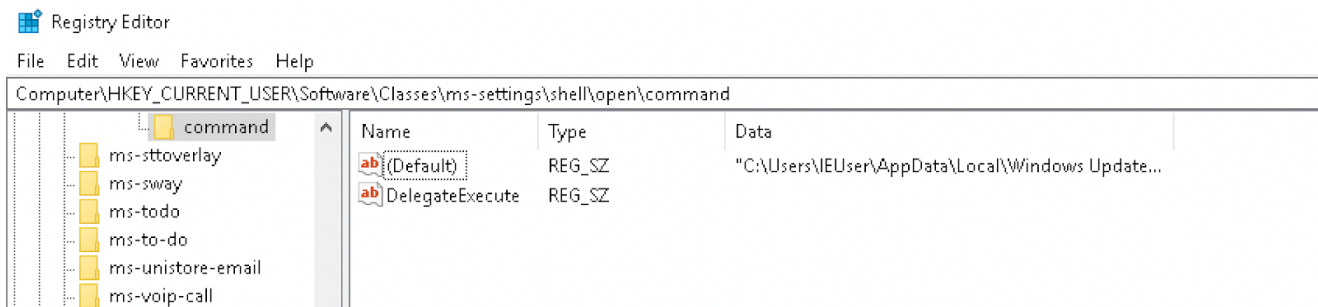 Registry Editor
File Edit View Favorites Help
Computer\HKEY_CURRENT_USER\Software\Classes\ms-settings\shell\open\command
command
ms-sttoverlay
ms-sway
ms-todo
ms-to-do
ms-unistore-email
ms-voip-call
Name Type Data
ab (Default) REG_SZ "C:\Users\IEUser\AppData\Local\Windows Update...
ab DelegateExecute REG_SZ